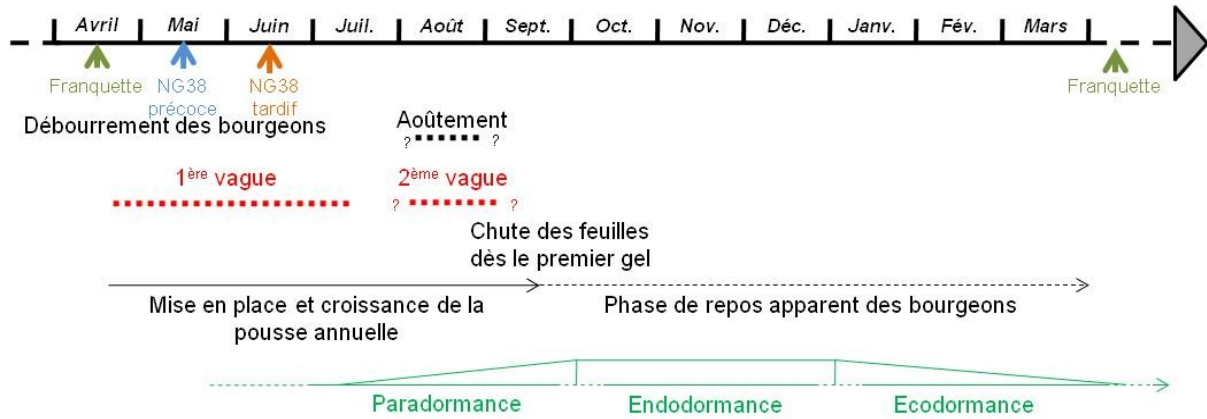 Avril Mai Juin Juil. Août Sept. Oct. Nov. Déc. Janv. Fév. Mars
Franquette NG38 précoce NG38 tardif Franquette
Débourrement des bourgeons
Aoûtement
? ?
1ère vague 2ème vague
? ?
Chute des feuilles
dès le premier gel
Mise en place et croissance de la
pousse annuelle
Phase de repos apparent des bourgeons
Paradormance Endodormance Ecodormance